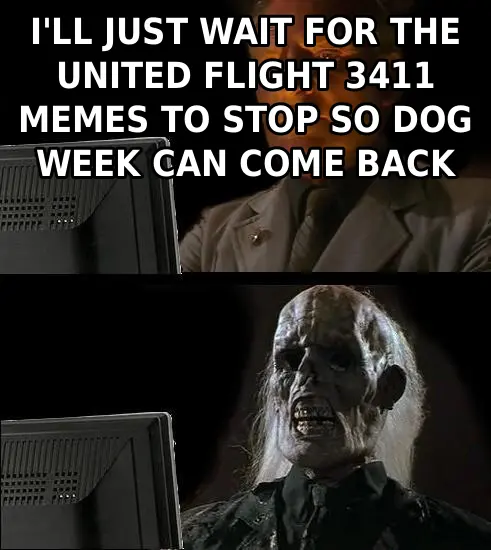 I'LL JUST WAIT FOR THE
UNITED FLIGHT 3411
MEMES TO STOP SO DOG
WEEK CAN COME BACK